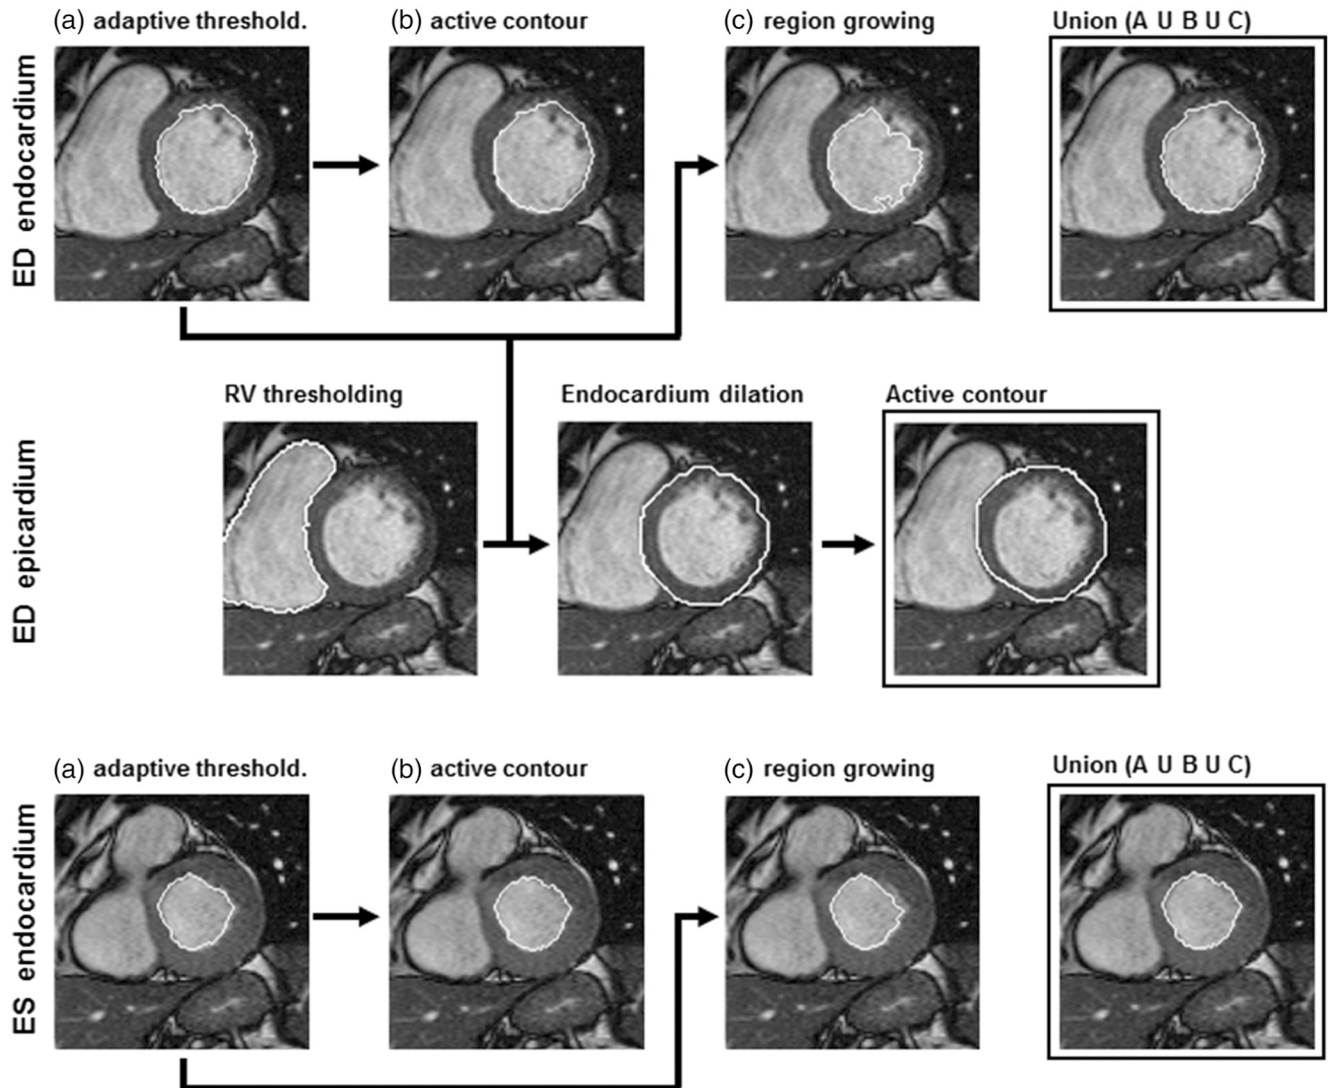 (a) adaptive threshold.
(b) active contour
(c) region growing
Union (A U B U C)
ED endocardium
RV thresholding
Endocardium dilation
Active contour
ED epicardium
(a) adaptive threshold.
(b) active contour
(c) region growing
Union (A U B U C)
ES endocardium